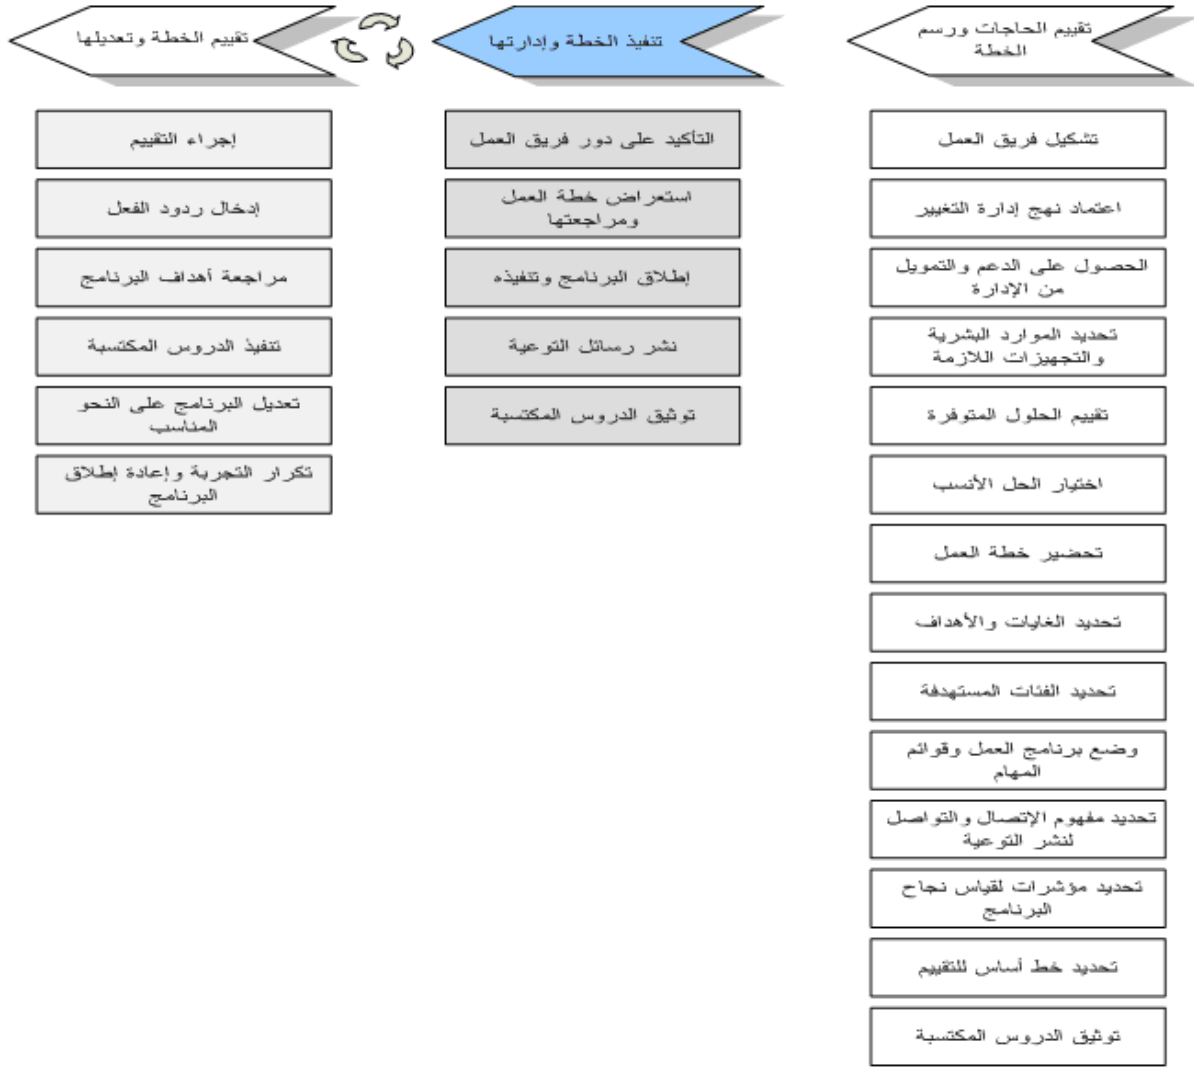 تقييم الحاجات ورسم
الخطة
تشكيل فريق العمل
اعتماد نهج إدارة التغيير
الحصول على الدعم والتمويل
من الإدارة
تحديد الموارد البشرية
والتجهيزات اللازمة
تقييم الحلول المتوفرة
اختيار الحل الأنسب
تحضير خطة العمل
تحديد الغايات والأهداف
تحديد الفئات المستهدفة
وضع برنامج العمل وقوائم
المهام
تحديد مفهوم الإتصال والتواصل
لنشر التوعية
تحديد مؤشرات لقياس نجاح
البرنامج
تحديد خط أساس للتقييم
توثيق الدروس المكتسبة
تنفيذ الخطة وإدارتها
التأكيد على دور فريق العمل
استعراض خطة العمل
ومراجعتها
إطلاق البرنامج وتنفيذه
نشر رسائل التوعية
توثيق الدروس المكتسبة
تقييم الخطة وتعديلها
إجراء التقييم
إدخال ردود الفعل
مراجعة أهداف البرنامج
تنفيذ الدروس المكتسبة
تعديل البرنامج على النحو
المناسب
تكرار التجربة وإعادة إطلاق
البرنامج